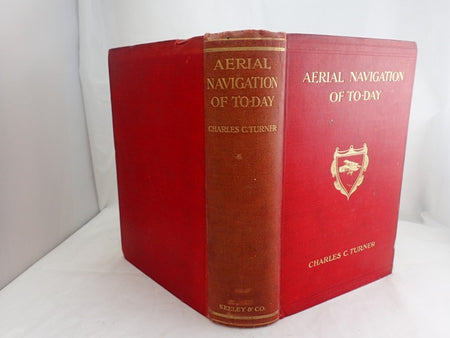 AERIAL
NAVIGATION
OF TO-DAY
CHARLES C. TURNER
SEELEY & CO.
AERIAL NAVIGATION
OF TO-DAY
CHARLES C. TURNER